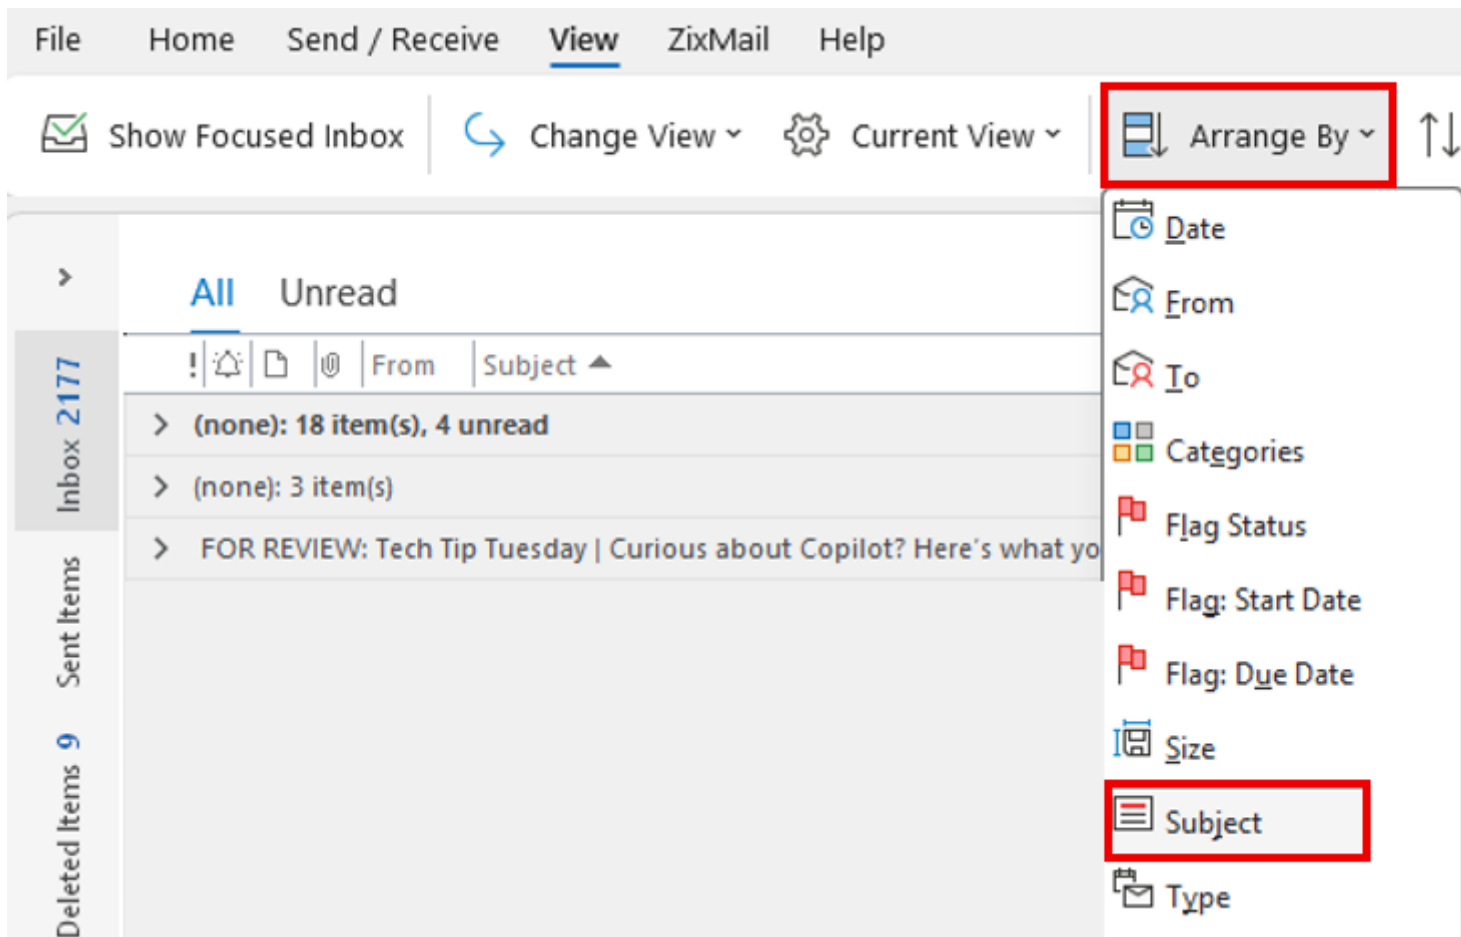 File Home Send / Receive View ZixMail Help
Show Focused Inbox Change View Current View Arrange By
All Unread
! From Subject
(none): 18 item(s), 4 unread
(none): 3 item(s)
FOR REVIEW: Tech Tip Tuesday | Curious about Copilot? Here's what yo
Inbox 2177
Sent Items
Deleted Items 9
Date
From
To
Categories
Flag Status
Flag: Start Date
Flag: Due Date
Size
Subject
Type